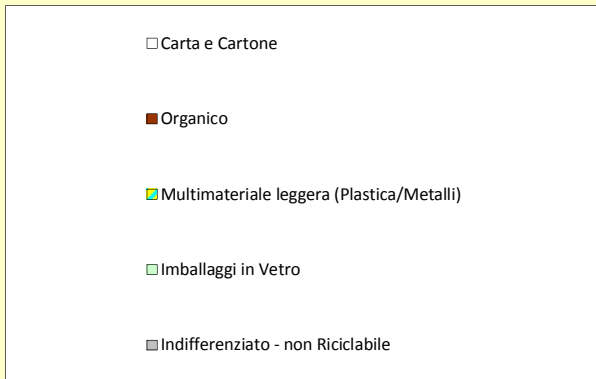 Carta e Cartone
Organico
Multimateriale leggera (Plastica/Metalli)
Imballaggi in Vetro
Indifferenziato - non Riciclabile